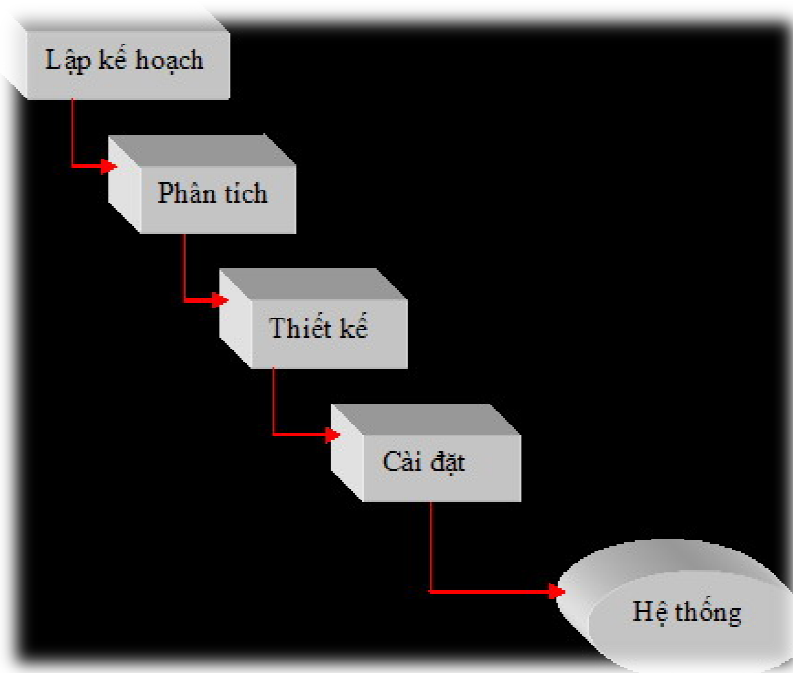 Lập kế hoạch
Phân tích
Thiết kế
Cài đặt
Hệ thống